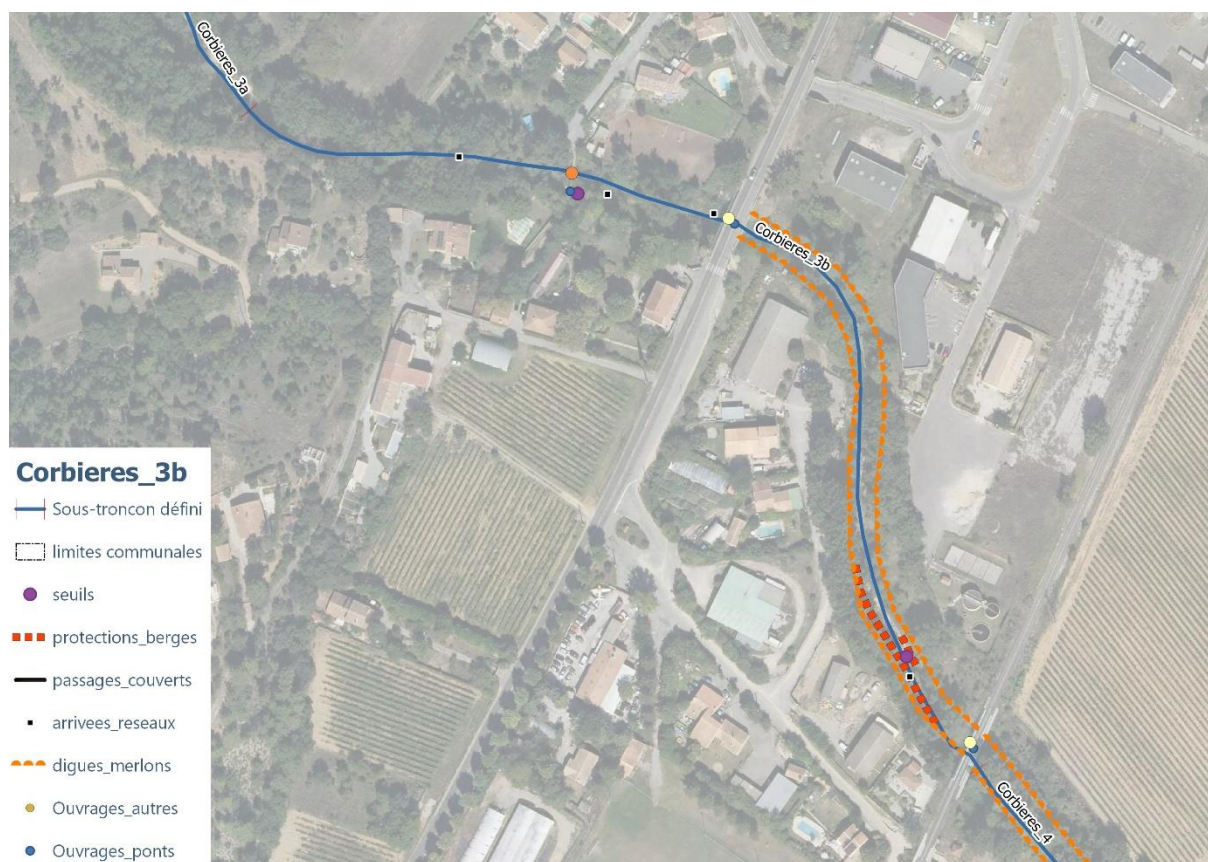 Corbieres_3a
Corbieres_3b
Corbieres_4
Corbieres_3b
Sous-troncon défini
limites communales
seuils
protections_berges
passages_couverts
arrivees_reseaux
digues_merlons
Ouvrages_autres
Ouvrages_ponts